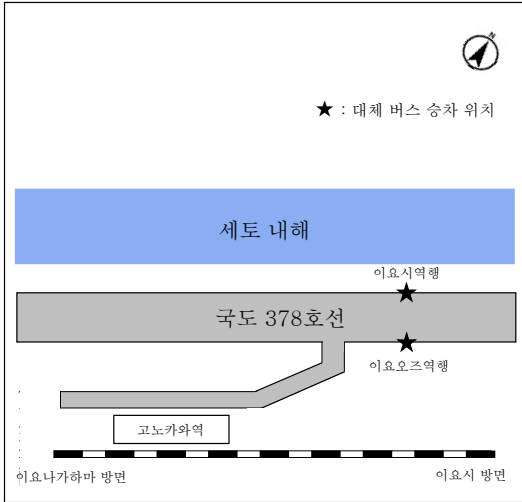 N
★ : 대체 버스 승차 위치
세토 내해
이요시역행
국도 378호선
이요오즈역행
고노카와역
이요나가하마 방면
이요시 방면